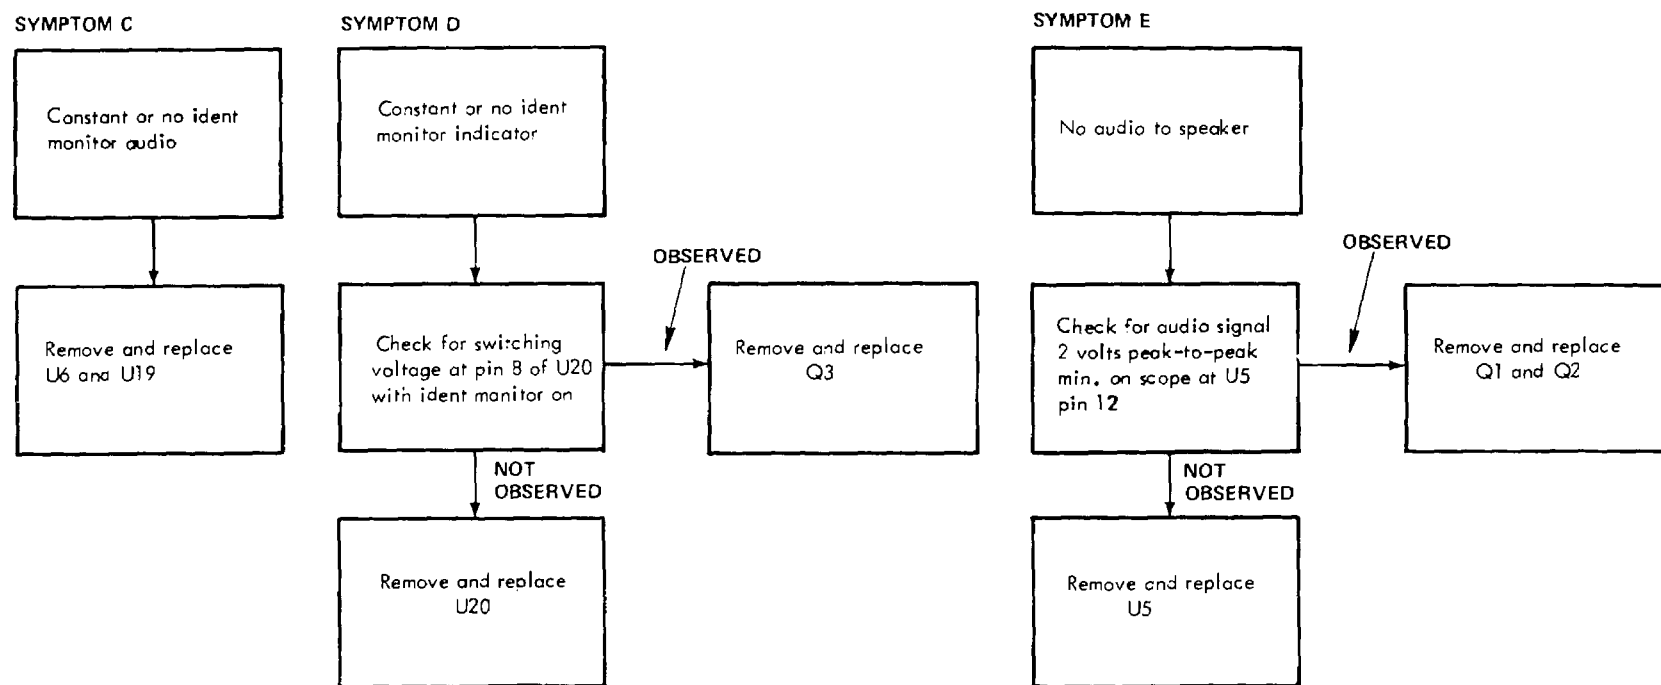 SYMPTOM C
Constant or no ident
monitor audio
Remove and replace
U6 and U19
SYMPTOM D
Constant or no ident
monitor indicator
Check for switching
voltage at pin 8 of U20
with ident monitor on
OBSERVED
Remove and replace
Q3
NOT
OBSERVED
Remove and replace
U20
SYMPTOM E
No audio to speaker
Check for audio signal
2 volts peak-to-peak
min. on scope at U5
pin 12
OBSERVED
Remove and replace
Q1 and Q2
NOT
OBSERVED
Remove and replace
U5